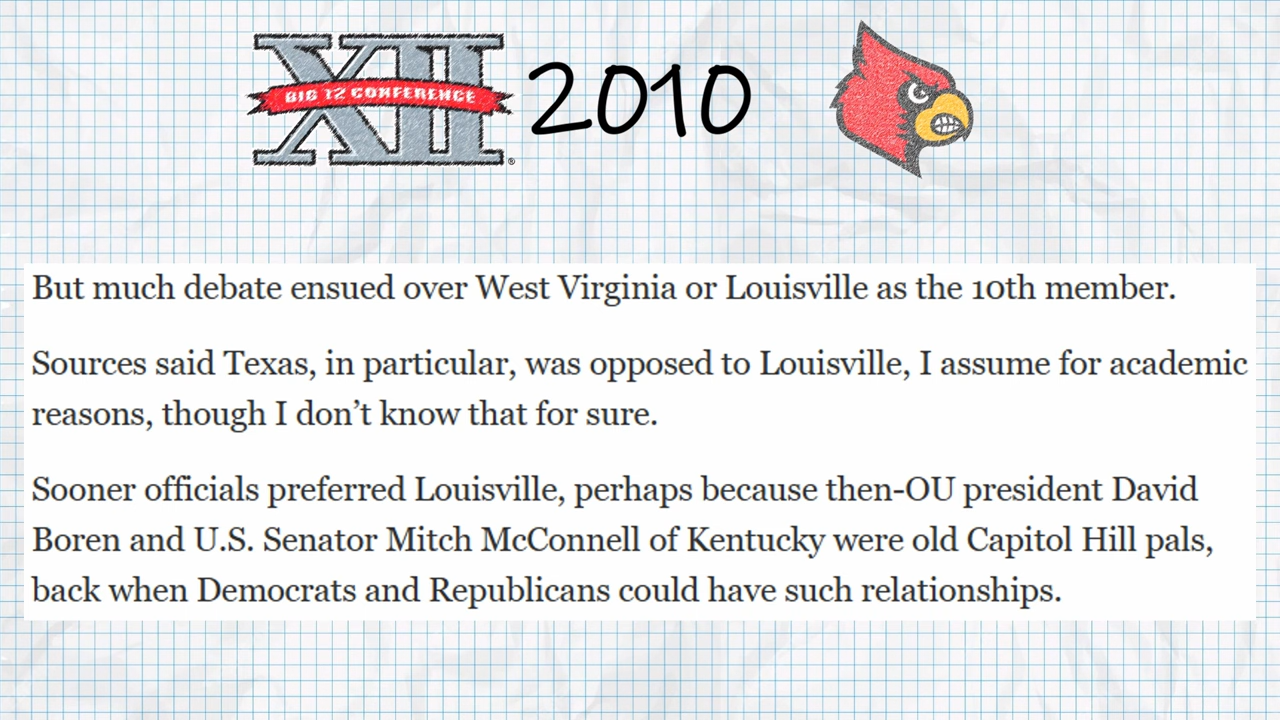 XII 2010
BIG 12 CONFERENCE
But much debate ensued over West Virginia or Louisville as the 10th member.
Sources said Texas, in particular, was opposed to Louisville, I assume for academic
reasons, though I don’t know that for sure.
Sooner officials preferred Louisville, perhaps because then-OU president David
Boren and U.S. Senator Mitch McConnell of Kentucky were old Capitol Hill pals,
back when Democrats and Republicans could have such relationships.